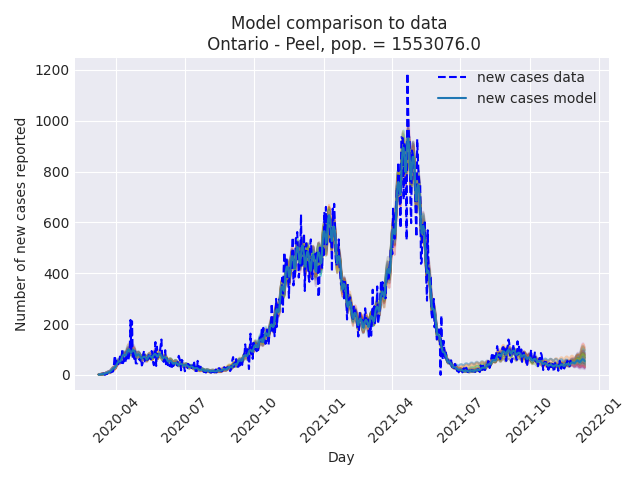 Model comparison to data
Ontario - Peel, pop. = 1553076.0
new cases data
new cases model
Number of new cases reported
1200
1000
800
600
400
200
0
2020-04
2020-07
2020-10
2021-01
2021-04
2021-07
2021-10
2022-01
Day